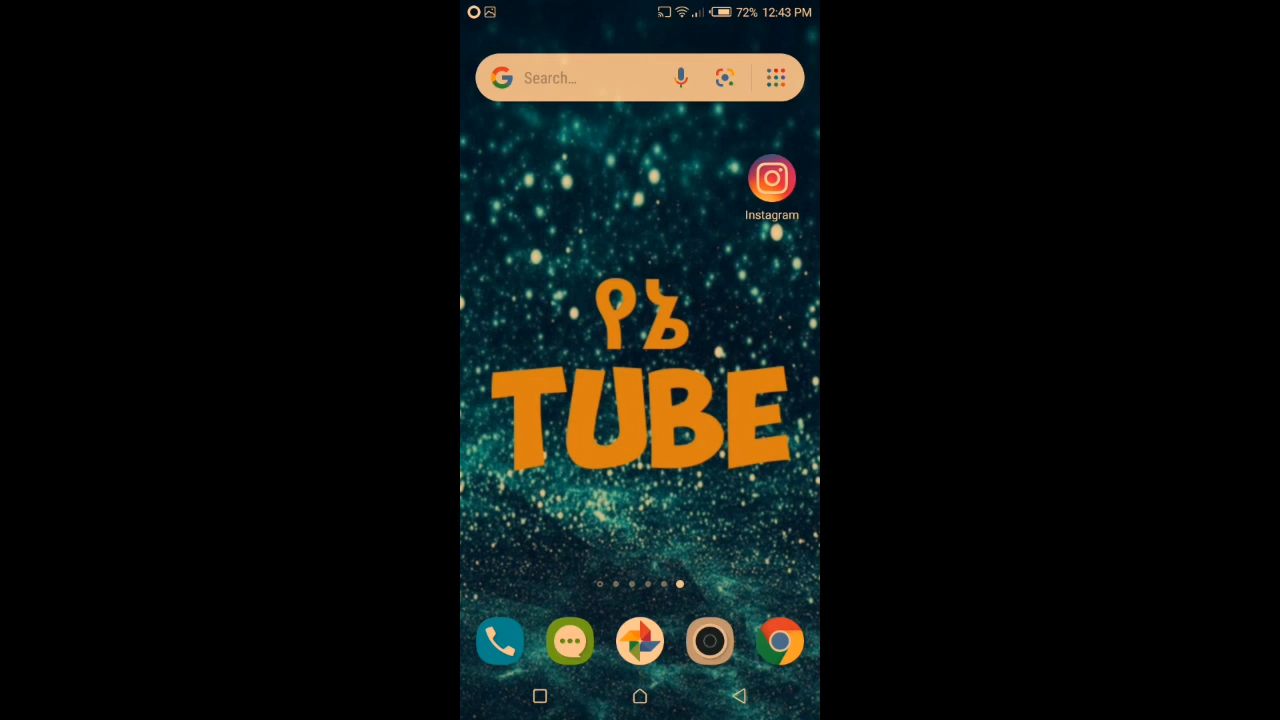 72% 12:43 PM
Search...
Instagram
የኔ
TUBE